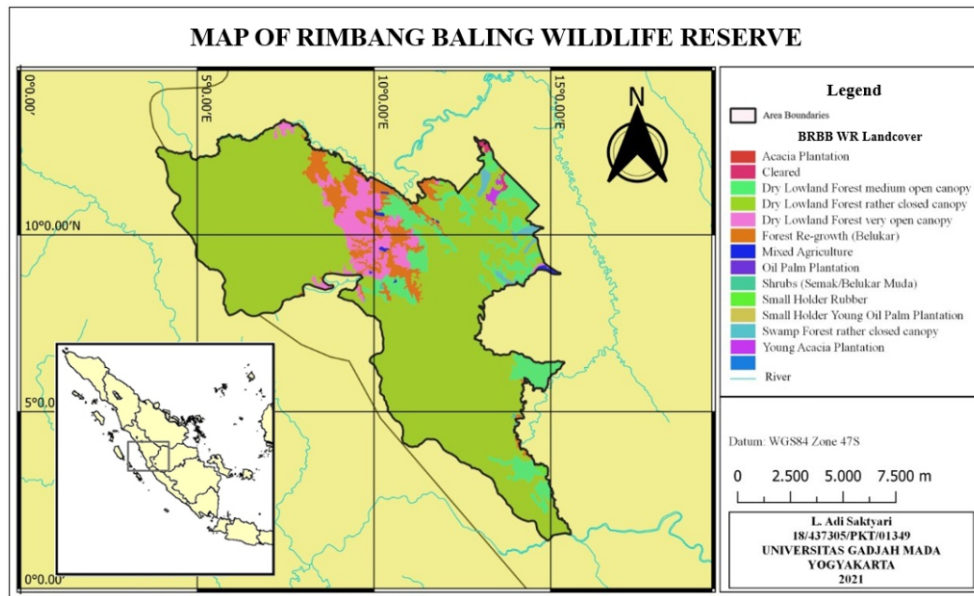 MAP OF RIMBANG BALING WILDLIFE RESERVE
0°0.00'
5°0.00'E
10°0.00'E
15°0.00'E
N
10°0.00'N
5°0.00'N
0°0.00'
Legend
Area Boundaries
BRBB WR Landcover
Acacia Plantation
Cleared
Dry Lowland Forest medium open canopy
Dry Lowland Forest rather closed canopy
Dry Lowland Forest very open canopy
Forest Re-growth (Belukar)
Mixed Agriculture
Oil Palm Plantation
Shrubs (Semak/Belukar Muda)
Small Holder Rubber
Small Holder Young Oil Palm Plantation
Swamp Forest rather closed canopy
Young Acacia Plantation
River
Datum: WGS84 Zone 47S
0 2.500 5.000 7.500 m
L. Adi Saktyari
18/437305/PKT/01349
UNIVERSITAS GADJAH MADA
YOGYAKARTA
2021